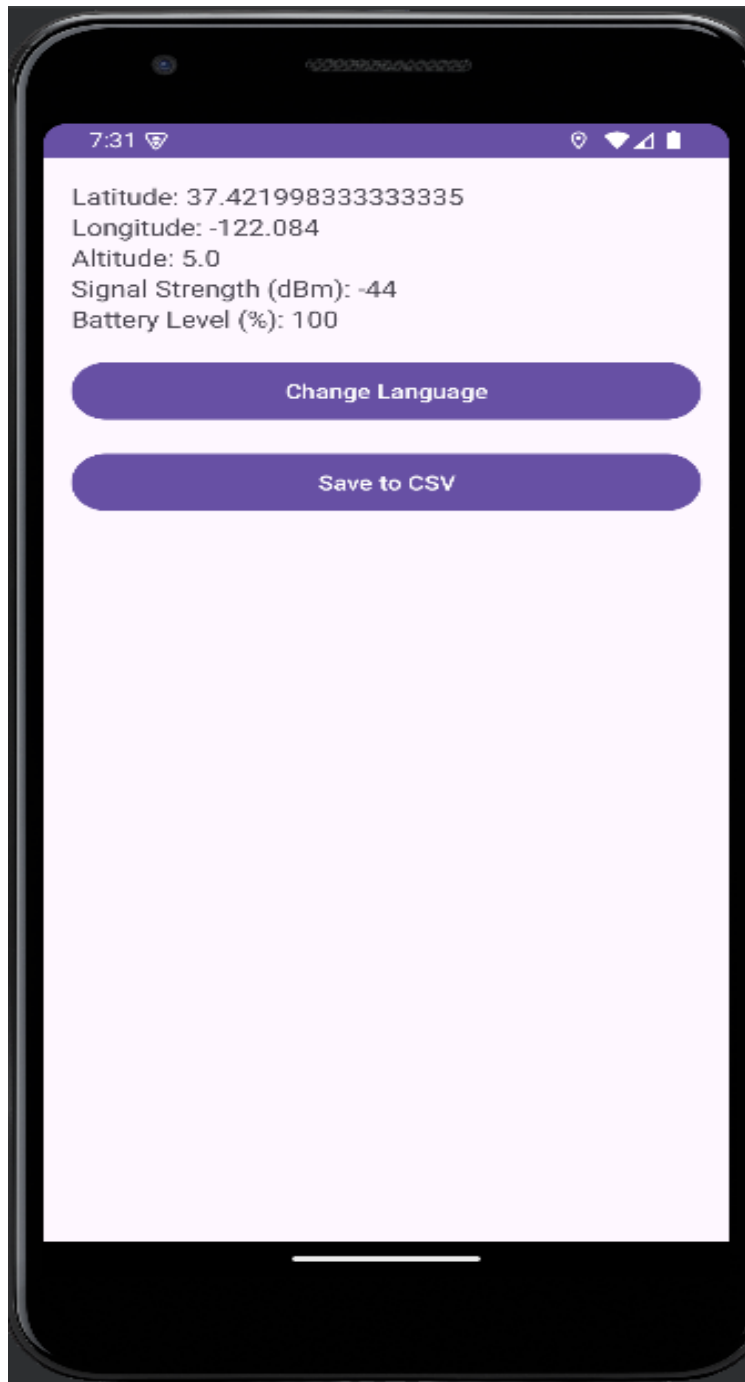 7:31
Latitude: 37.421998333333335
Longitude: -122.084
Altitude: 5.0
Signal Strength (dBm): -44
Battery Level (%): 100
Change Language
Save to CSV